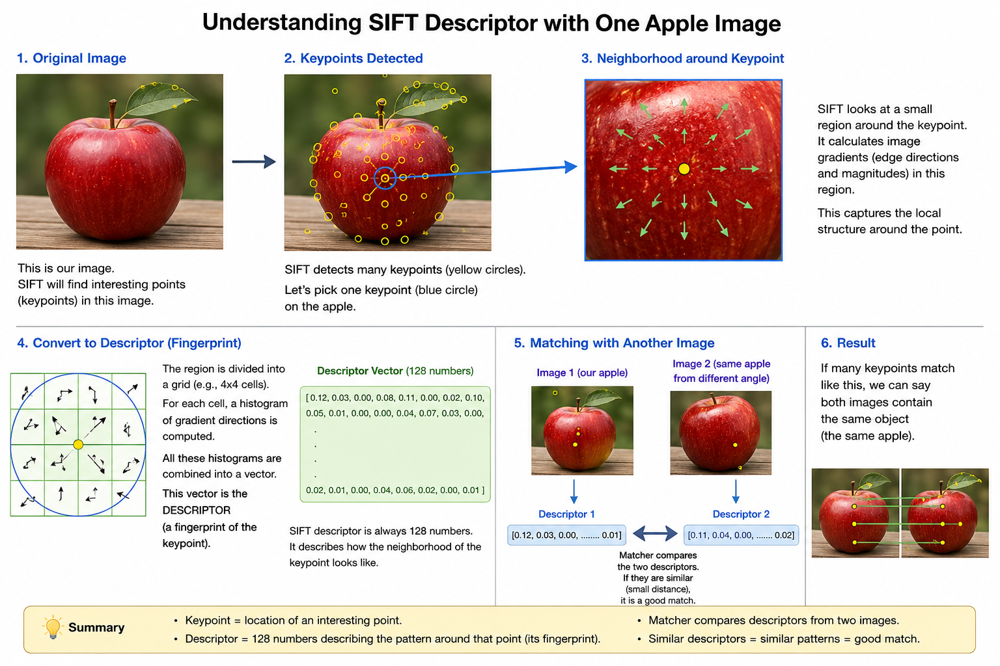 Understanding SIFT Descriptor with One Apple Image
1. Original Image
This is our image.
SIFT will find interesting points
(keypoints) in this image.
2. Keypoints Detected
SIFT detects many keypoints (yellow circles).
Let's pick one keypoint (blue circle)
on the apple.
3. Neighborhood around Keypoint
SIFT looks at a small
region around the keypoint.
It calculates image
gradients (edge directions
and magnitudes) in this
region.
This captures the local
structure around the point.
4. Convert to Descriptor (Fingerprint)
The region is divided into
a grid (e.g., 4x4 cells).
For each cell, a histogram
of gradient directions is
computed.
All these histograms are
combined into a vector.
This vector is the
DESCRIPTOR
(a fingerprint of the
keypoint).
Descriptor Vector (128 numbers)
[ 0.12, 0.03, 0.00, 0.08, 0.11, 0.00, 0.02, 0.10,
0.05, 0.01, 0.00, 0.00, 0.04, 0.07, 0.03, 0.00,
.
.
.
.
0.02, 0.01, 0.00, 0.04, 0.06, 0.02, 0.00, 0.01 ]
SIFT descriptor is always 128 numbers.
It describes how the neighborhood of the
keypoint looks like.
5. Matching with Another Image
Image 1 (our apple)
Image 2 (same apple
from different angle)
Descriptor 1
Descriptor 2
[0.12, 0.03, 0.00, ........ 0.01]
[0.11, 0.04, 0.00, ....... 0.02]
Matcher compares
the two descriptors.
If they are similar
(small distance),
it is a good match.
6. Result
If many keypoints match
like this, we can say
both images contain
the same object
(the same apple).
Summary
• Keypoint = location of an interesting point.
• Descriptor = 128 numbers describing the pattern around that point (its fingerprint).
• Matcher compares descriptors from two images.
• Similar descriptors = similar patterns = good match.